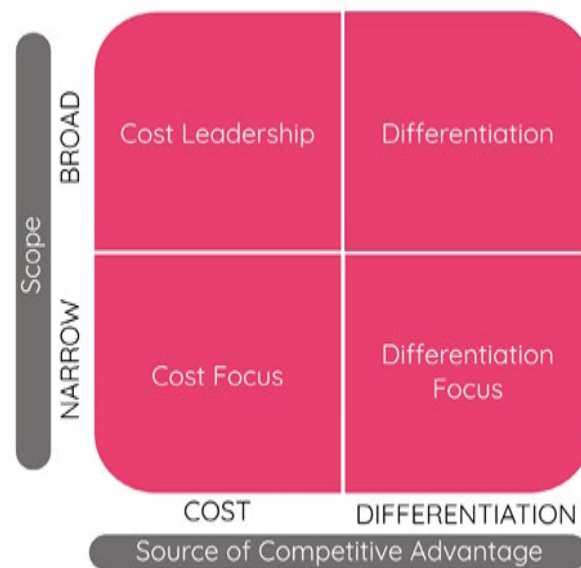 Scope
BROAD
NARROW
Cost Leadership
Differentiation
Cost Focus
Differentiation
Focus
COST
DIFFERENTIATION
Source of Competitive Advantage